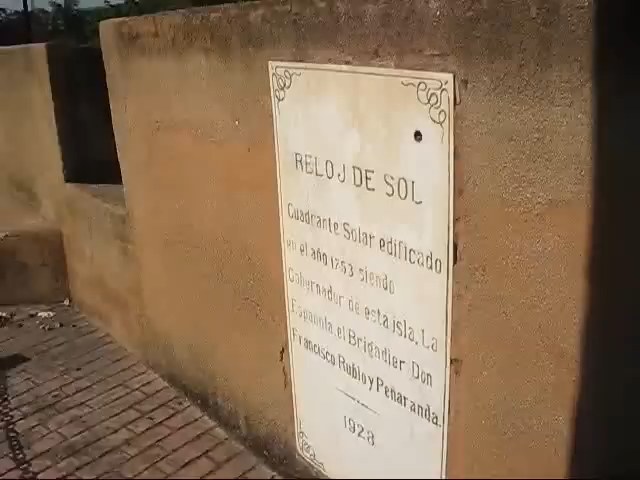 RELOJ DE SOL
Cuadrante Solar edificado
en el año 1753 siendo
Gobernador de esta isla, La
Española, el Brigadier Don
Francisco Rubio y Peñaranda.
1928